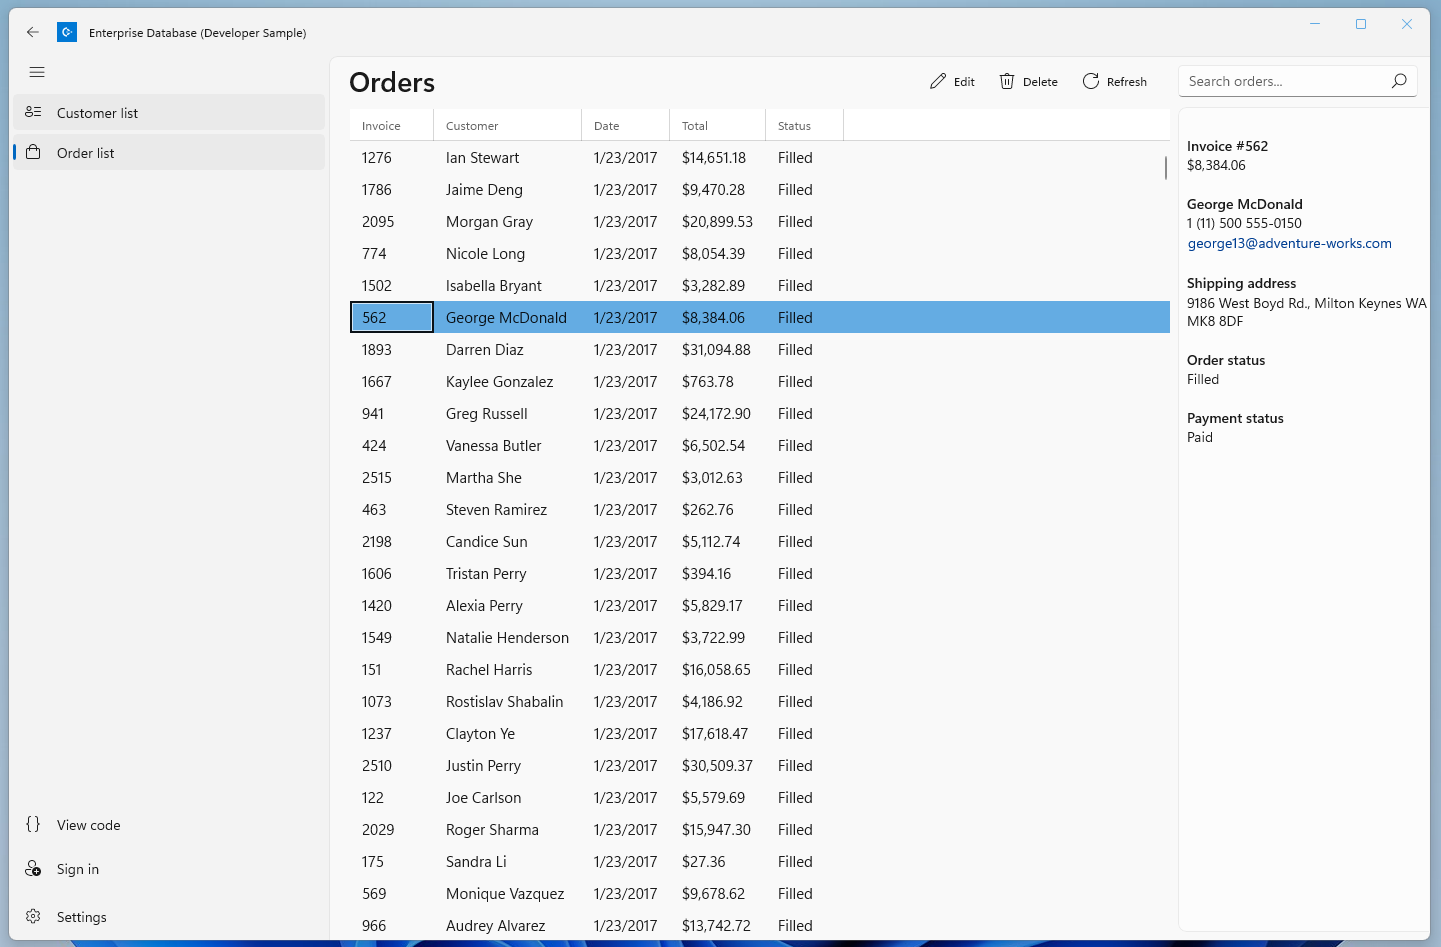 Enterprise Database (Developer Sample)
Customer list
Order list
View code
Sign in
Settings
Orders
Edit
Delete
Refresh
Search orders...
Invoice Customer Date Total Status
1276 Ian Stewart 1/23/2017 $14,651.18 Filled
1786 Jaime Deng 1/23/2017 $9,470.28 Filled
2095 Morgan Gray 1/23/2017 $20,899.53 Filled
774 Nicole Long 1/23/2017 $8,054.39 Filled
1502 Isabella Bryant 1/23/2017 $3,282.89 Filled
562 George McDonald 1/23/2017 $8,384.06 Filled
1893 Darren Diaz 1/23/2017 $31,094.88 Filled
1667 Kaylee Gonzalez 1/23/2017 $763.78 Filled
941 Greg Russell 1/23/2017 $24,172.90 Filled
424 Vanessa Butler 1/23/2017 $6,502.54 Filled
2515 Martha She 1/23/2017 $3,012.63 Filled
463 Steven Ramirez 1/23/2017 $262.76 Filled
2198 Candice Sun 1/23/2017 $5,112.74 Filled
1606 Tristan Perry 1/23/2017 $394.16 Filled
1420 Alexia Perry 1/23/2017 $5,829.17 Filled
1549 Natalie Henderson 1/23/2017 $3,722.99 Filled
151 Rachel Harris 1/23/2017 $16,058.65 Filled
1073 Rostislav Shabalin 1/23/2017 $4,186.92 Filled
1237 Clayton Ye 1/23/2017 $17,618.47 Filled
2510 Justin Perry 1/23/2017 $30,509.37 Filled
122 Joe Carlson 1/23/2017 $5,579.69 Filled
2029 Roger Sharma 1/23/2017 $15,947.30 Filled
175 Sandra Li 1/23/2017 $27.36 Filled
569 Monique Vazquez 1/23/2017 $9,678.62 Filled
966 Audrey Alvarez 1/23/2017 $13,742.72 Filled
Invoice #562
$8,384.06
George McDonald
1 (11) 500 555-0150
george13@adventure-works.com
Shipping address
9186 West Boyd Rd., Milton Keynes WA
MK8 8DF
Order status
Filled
Payment status
Paid